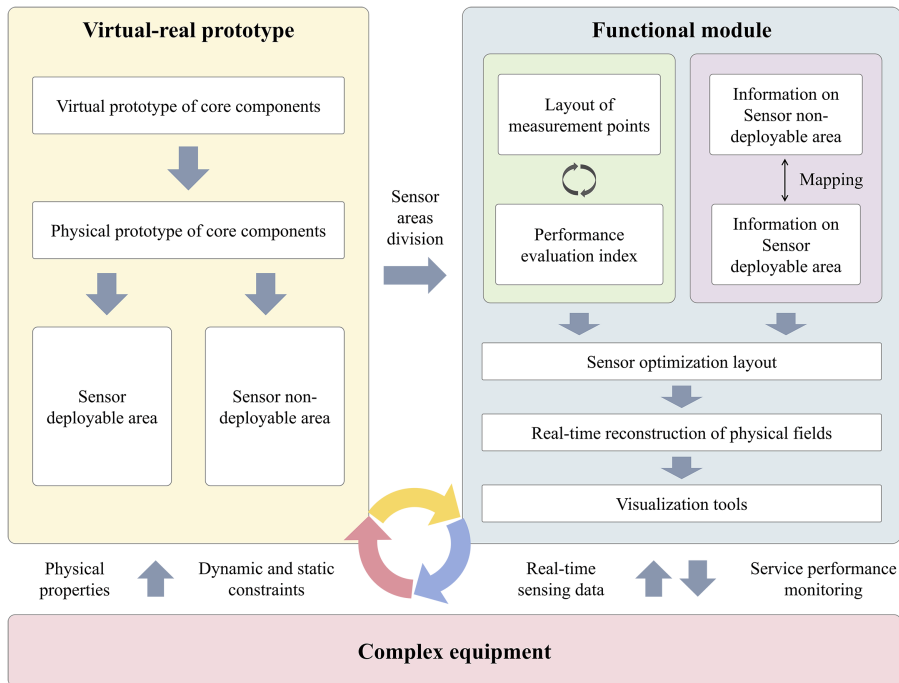 Virtual-real prototype
Virtual prototype of core components
Physical prototype of core components
Sensor
deployable area
Sensor non-
deployable area
Sensor
areas
division
Functional module
Layout of
measurement points
Performance
evaluation index
Information on
Sensor non-
deployable area
Mapping
Information on
Sensor
deployable area
Sensor optimization layout
Real-time reconstruction of physical fields
Visualization tools
Physical
properties
Dynamic and static
constraints
Real-time
sensing data
Service performance
monitoring
Complex equipment